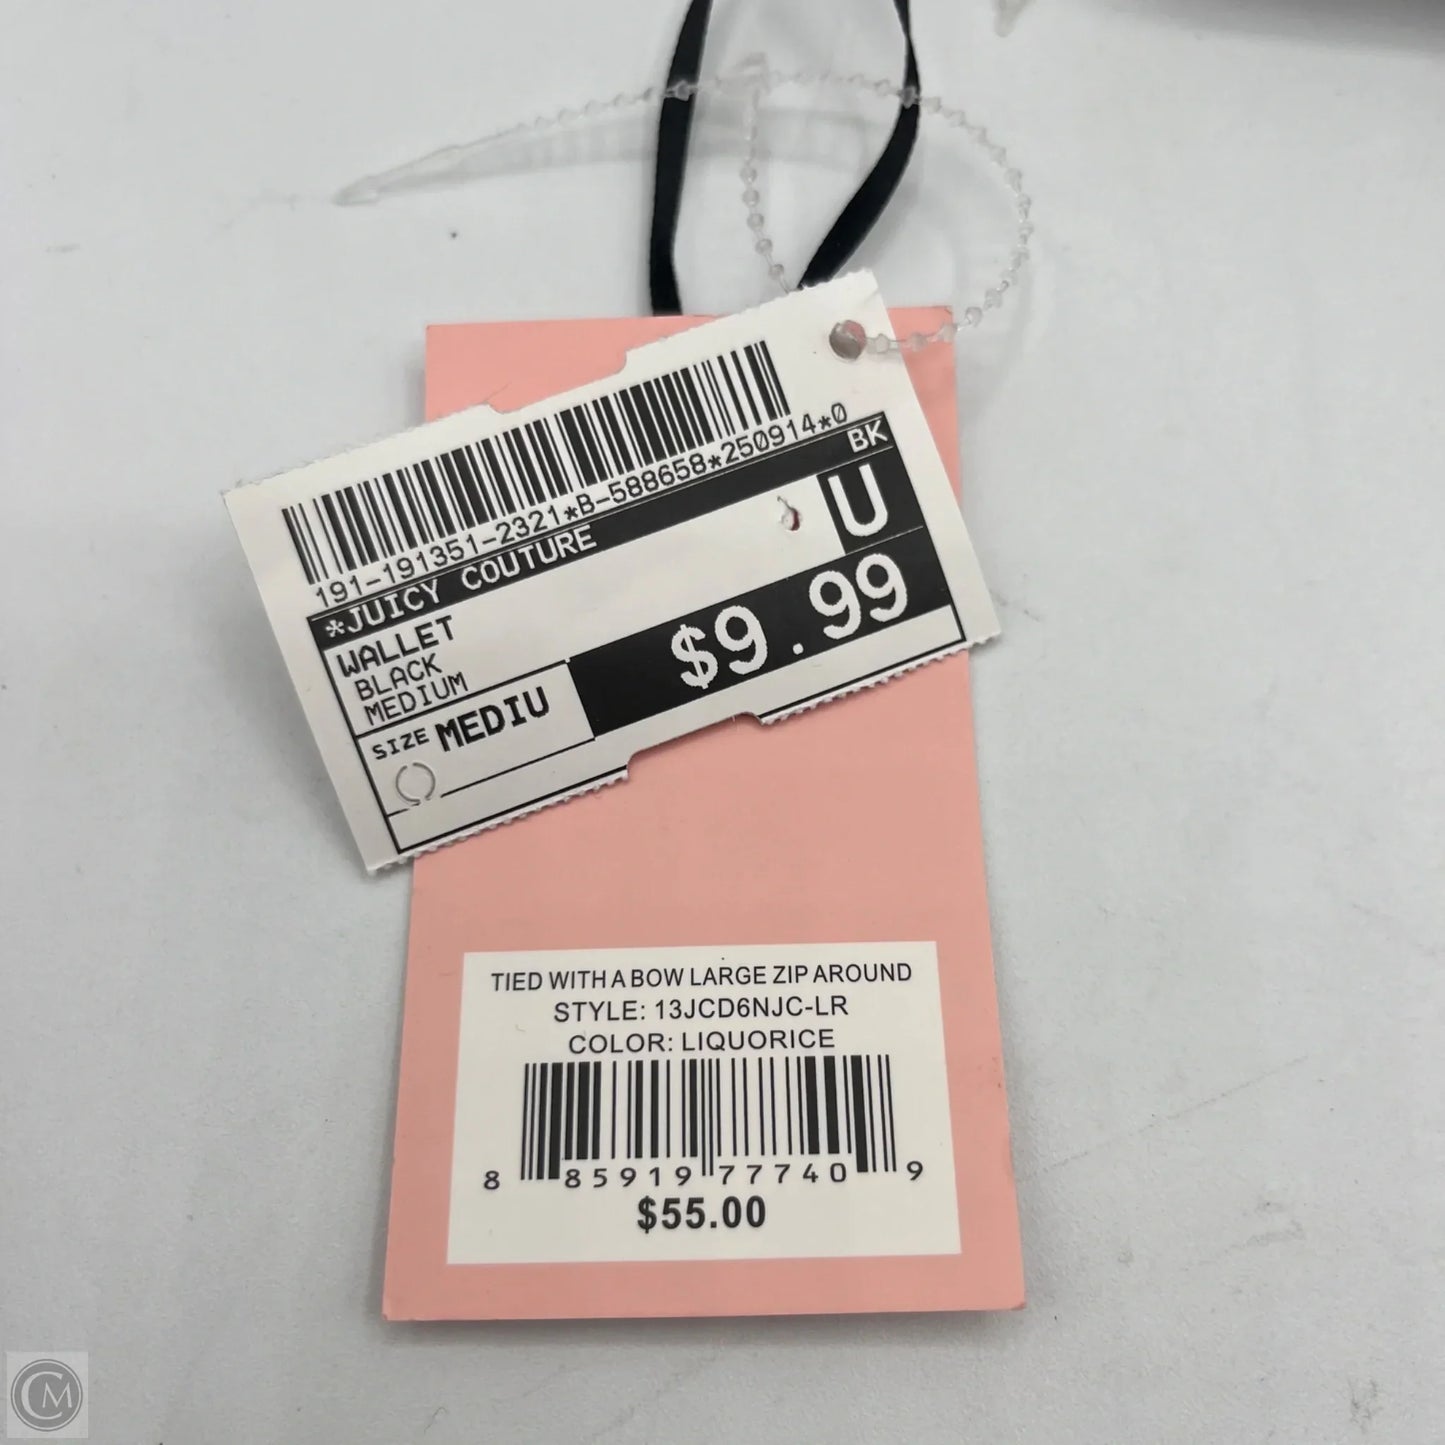 191-191351-2321*B-588658*250914*0
*JUICY COUTURE BK
WALLET U
BLACK
MEDIUM
$9.99
SIZE MEDIU
TIED WITH A BOW LARGE ZIP AROUND
STYLE: 13JCD6NJC-LR
COLOR: LIQUORICE
8 85919 77740 9
$55.00
CM